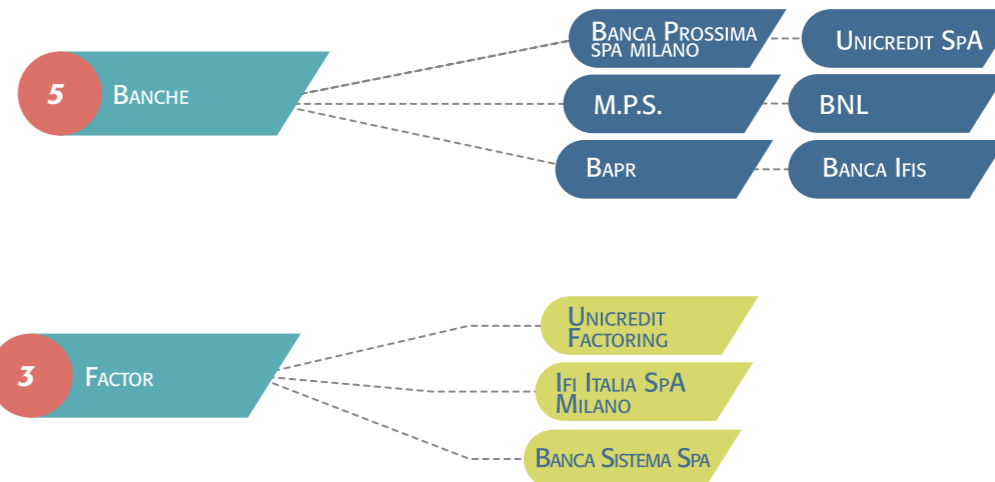 5 Banche
Banca Prossima
spa milano
Unicredit SpA
M.P.S.
BNL
Bapr
Banca Ifis
3 Factor
Unicredit
Factoring
Ifi Italia SpA
Milano
Banca Sistema Spa